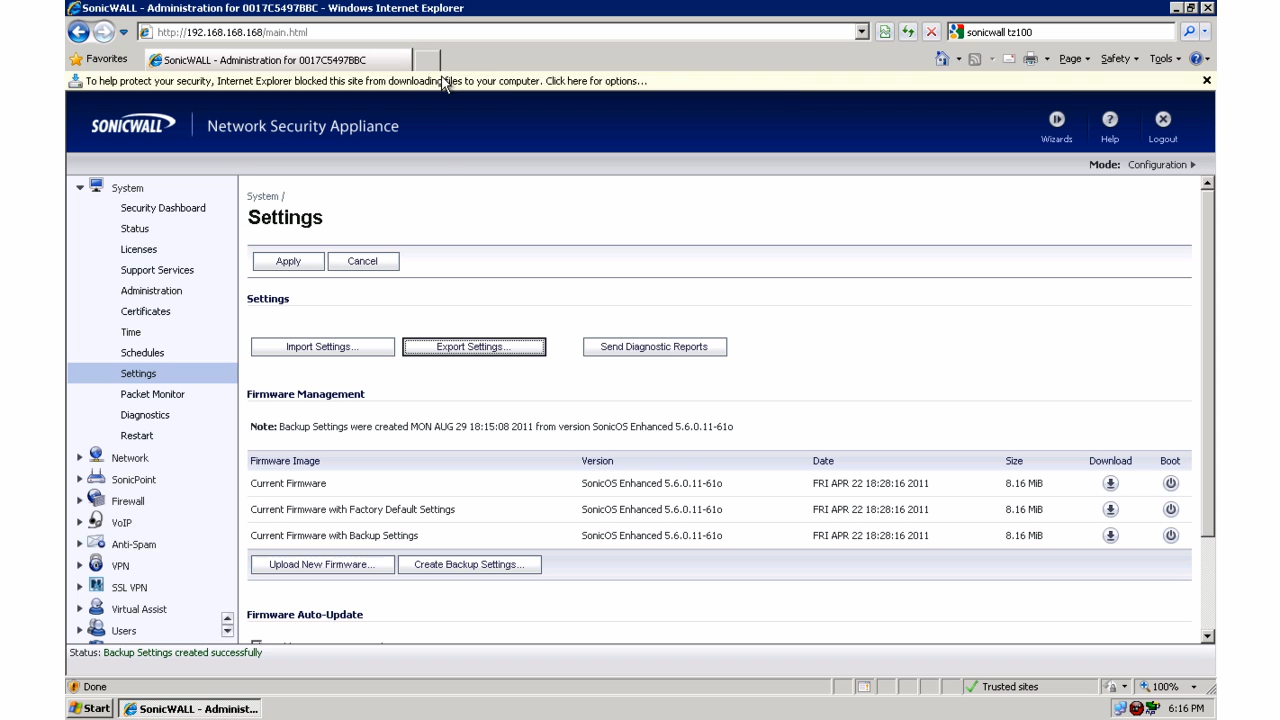 SonicWALL - Administration for 0017C5497BBC - Windows Internet Explorer
http://192.168.168.168/main.html
sonicwall tz100
Favorites
SonicWALL - Administration for 0017C5497BBC
Page
Safety
Tools
To help protect your security, Internet Explorer blocked this site from downloading files to your computer. Click here for options...
SONICWALL
Network Security Appliance
Wizards
Help
Logout
Mode: Configuration
System
Security Dashboard
Status
Licenses
Support Services
Administration
Certificates
Time
Schedules
Settings
Packet Monitor
Diagnostics
Restart
Network
SonicPoint
Firewall
VoIP
Anti-Spam
VPN
SSL VPN
Virtual Assist
Users
System /
Settings
Apply
Cancel
Settings
Import Settings...
Export Settings...
Send Diagnostic Reports
Firmware Management
Note: Backup Settings were created MON AUG 29 18:15:08 2011 from version SonicOS Enhanced 5.6.0.11-61o
Firmware Image Version Date Size Download Boot
Current Firmware SonicOS Enhanced 5.6.0.11-61o FRI APR 22 18:28:16 2011 8.16 MiB
Current Firmware with Factory Default Settings SonicOS Enhanced 5.6.0.11-61o FRI APR 22 18:28:16 2011 8.16 MiB
Current Firmware with Backup Settings SonicOS Enhanced 5.6.0.11-61o FRI APR 22 18:28:16 2011 8.16 MiB
Upload New Firmware...
Create Backup Settings...
Firmware Auto-Update
Status: Backup Settings created successfully
Done
Trusted sites
100%
Start
SonicWALL - Administ...
6:16 PM